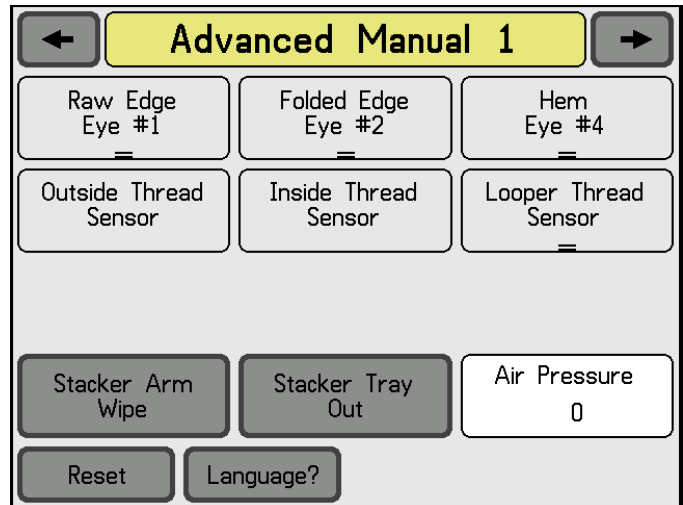 Advanced Manual 1
Raw Edge
Eye #1
=
Folded Edge
Eye #2
=
Hem
Eye #4
=
Outside Thread
Sensor
Inside Thread
Sensor
Looper Thread
Sensor
=
Stacker Arm
Wipe
Stacker Tray
Out
Air Pressure
0
Reset
Language?